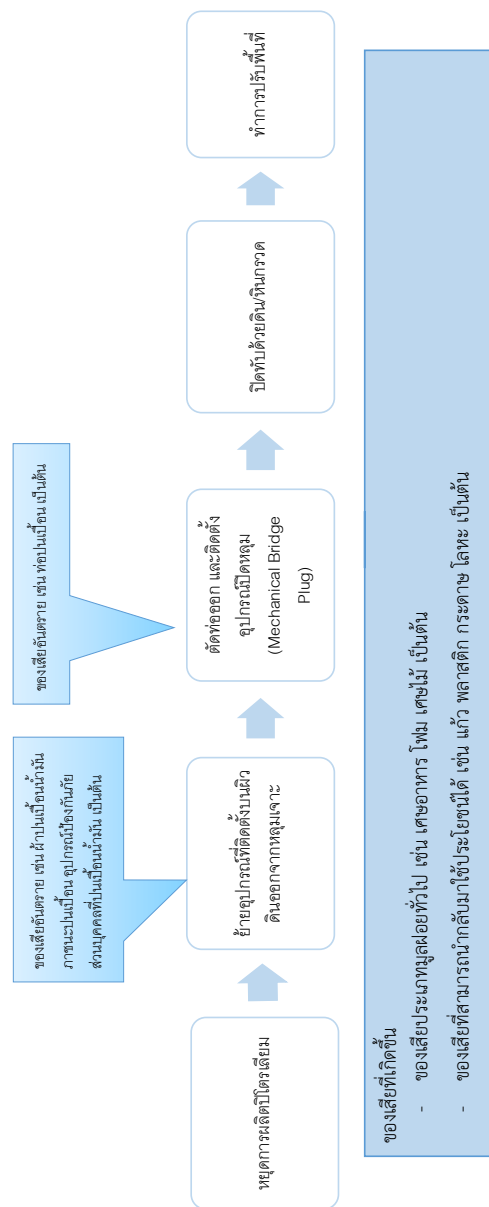 ของเสียอันตราย เช่น ผ้าปนเปื้อนน้ำมัน
ภาชนะปนเปื้อน อุปกรณ์ป้องกันภัย
ส่วนบุคคลที่ปนเปื้อนน้ำมัน เป็นต้น
ของเสียอันตราย เช่น ท่อปนเปื้อน เป็นต้น
หยุดการผลิตปิโตรเลียม
ย้ายอุปกรณ์ที่ติดตั้งบนผิว
ดินออกจากหลุมเจาะ
ตัดท่อออก และติดตั้ง
อุปกรณ์ปิดหลุม
(Mechanical Bridge
Plug)
ปิดทับด้วยดิน/หินกรวด
ทำการปรับพื้นที่
ของเสียที่เกิดขึ้น
- ของเสียประเภทมูลฝอยทั่วไป เช่น เศษอาหาร โฟม เศษไม้ เป็นต้น
- ของเสียที่สามารถนำกลับมาใช้ประโยชน์ได้ เช่น แก้ว พลาสติก กระดาษ โลหะ เป็นต้น